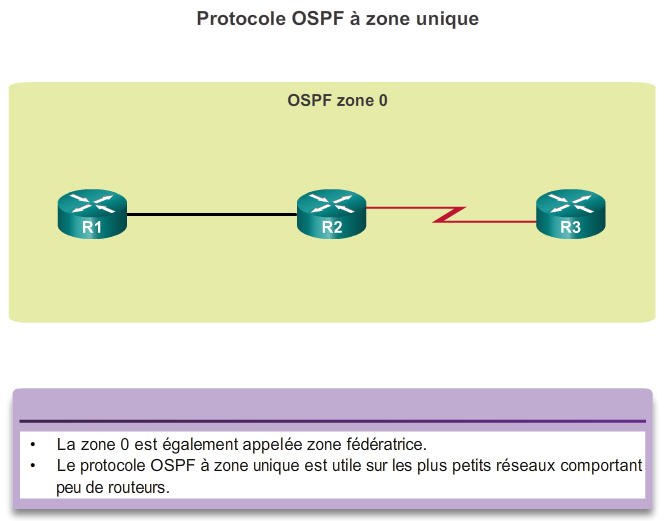 Protocole OSPF à zone unique
OSPF zone 0
R1
R2
R3
• La zone 0 est également appelée zone fédératrice.
• Le protocole OSPF à zone unique est utile sur les plus petits réseaux comportant
peu de routeurs.